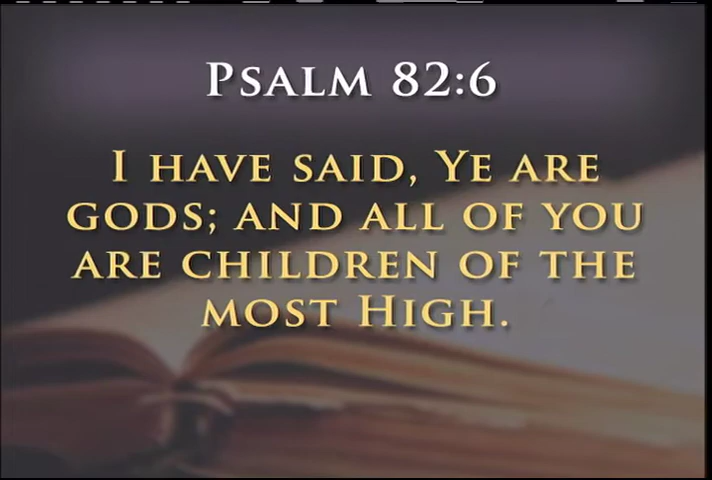 Psalm 82:6
I have said, Ye are
gods; and all of you
are children of the
most High.